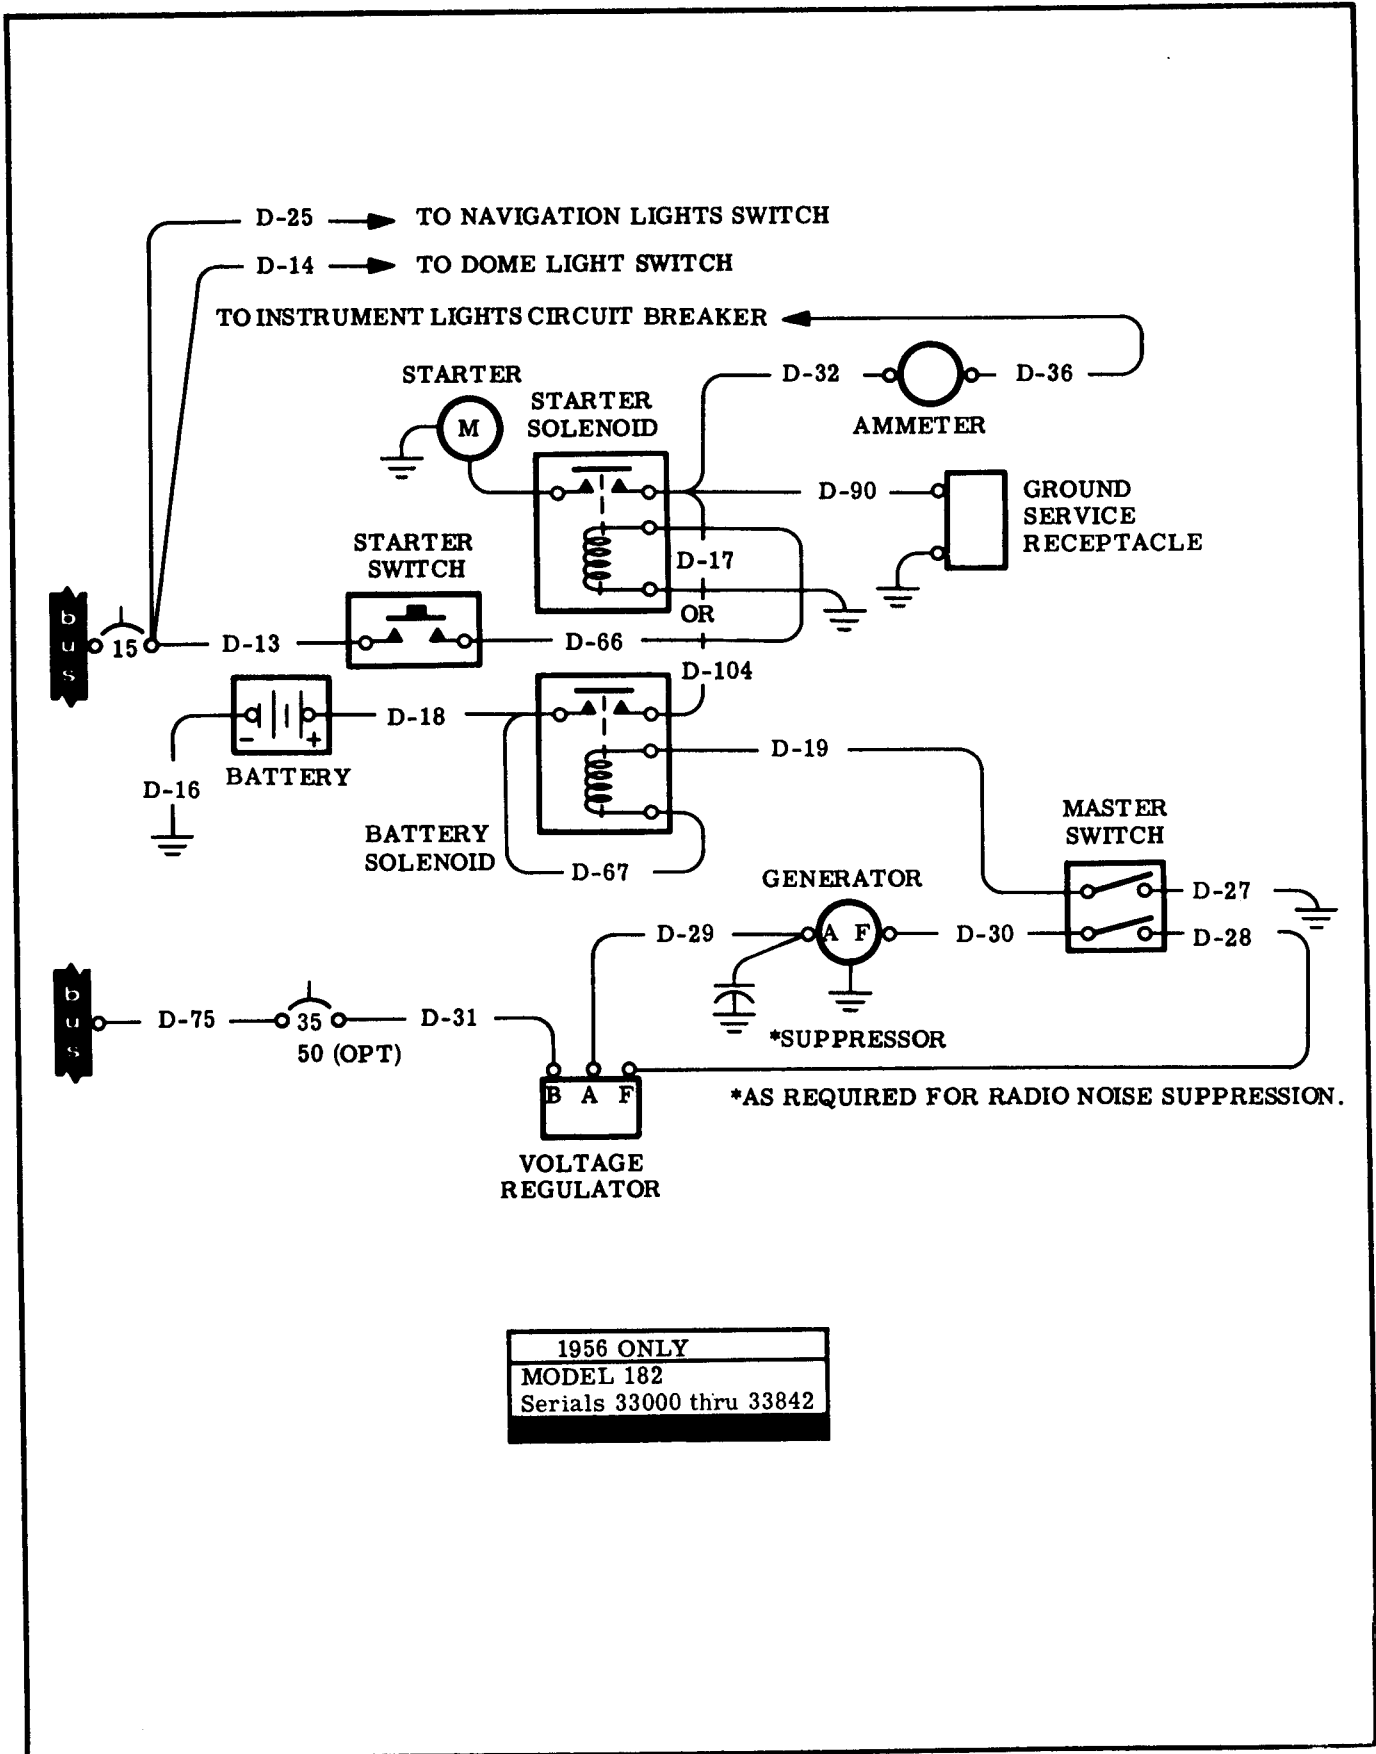 D-25 TO NAVIGATION LIGHTS SWITCH
D-14 TO DOME LIGHT SWITCH
TO INSTRUMENT LIGHTS CIRCUIT BREAKER
D-32
D-36
AMMETER
STARTER
M
STARTER
SOLENOID
D-90
GROUND
SERVICE
RECEPTACLE
STARTER
SWITCH
D-17
OR
D-104
bus
15
D-13
D-66
D-18
- +
BATTERY
D-16
D-19
BATTERY
SOLENOID
D-67
MASTER
SWITCH
D-27
D-28
GENERATOR
D-29
A F
D-30
*SUPPRESSOR
bus
D-75
35
50 (OPT)
D-31
B A F
*AS REQUIRED FOR RADIO NOISE SUPPRESSION.
VOLTAGE
REGULATOR
1956 ONLY
MODEL 182
Serials 33000 thru 33842